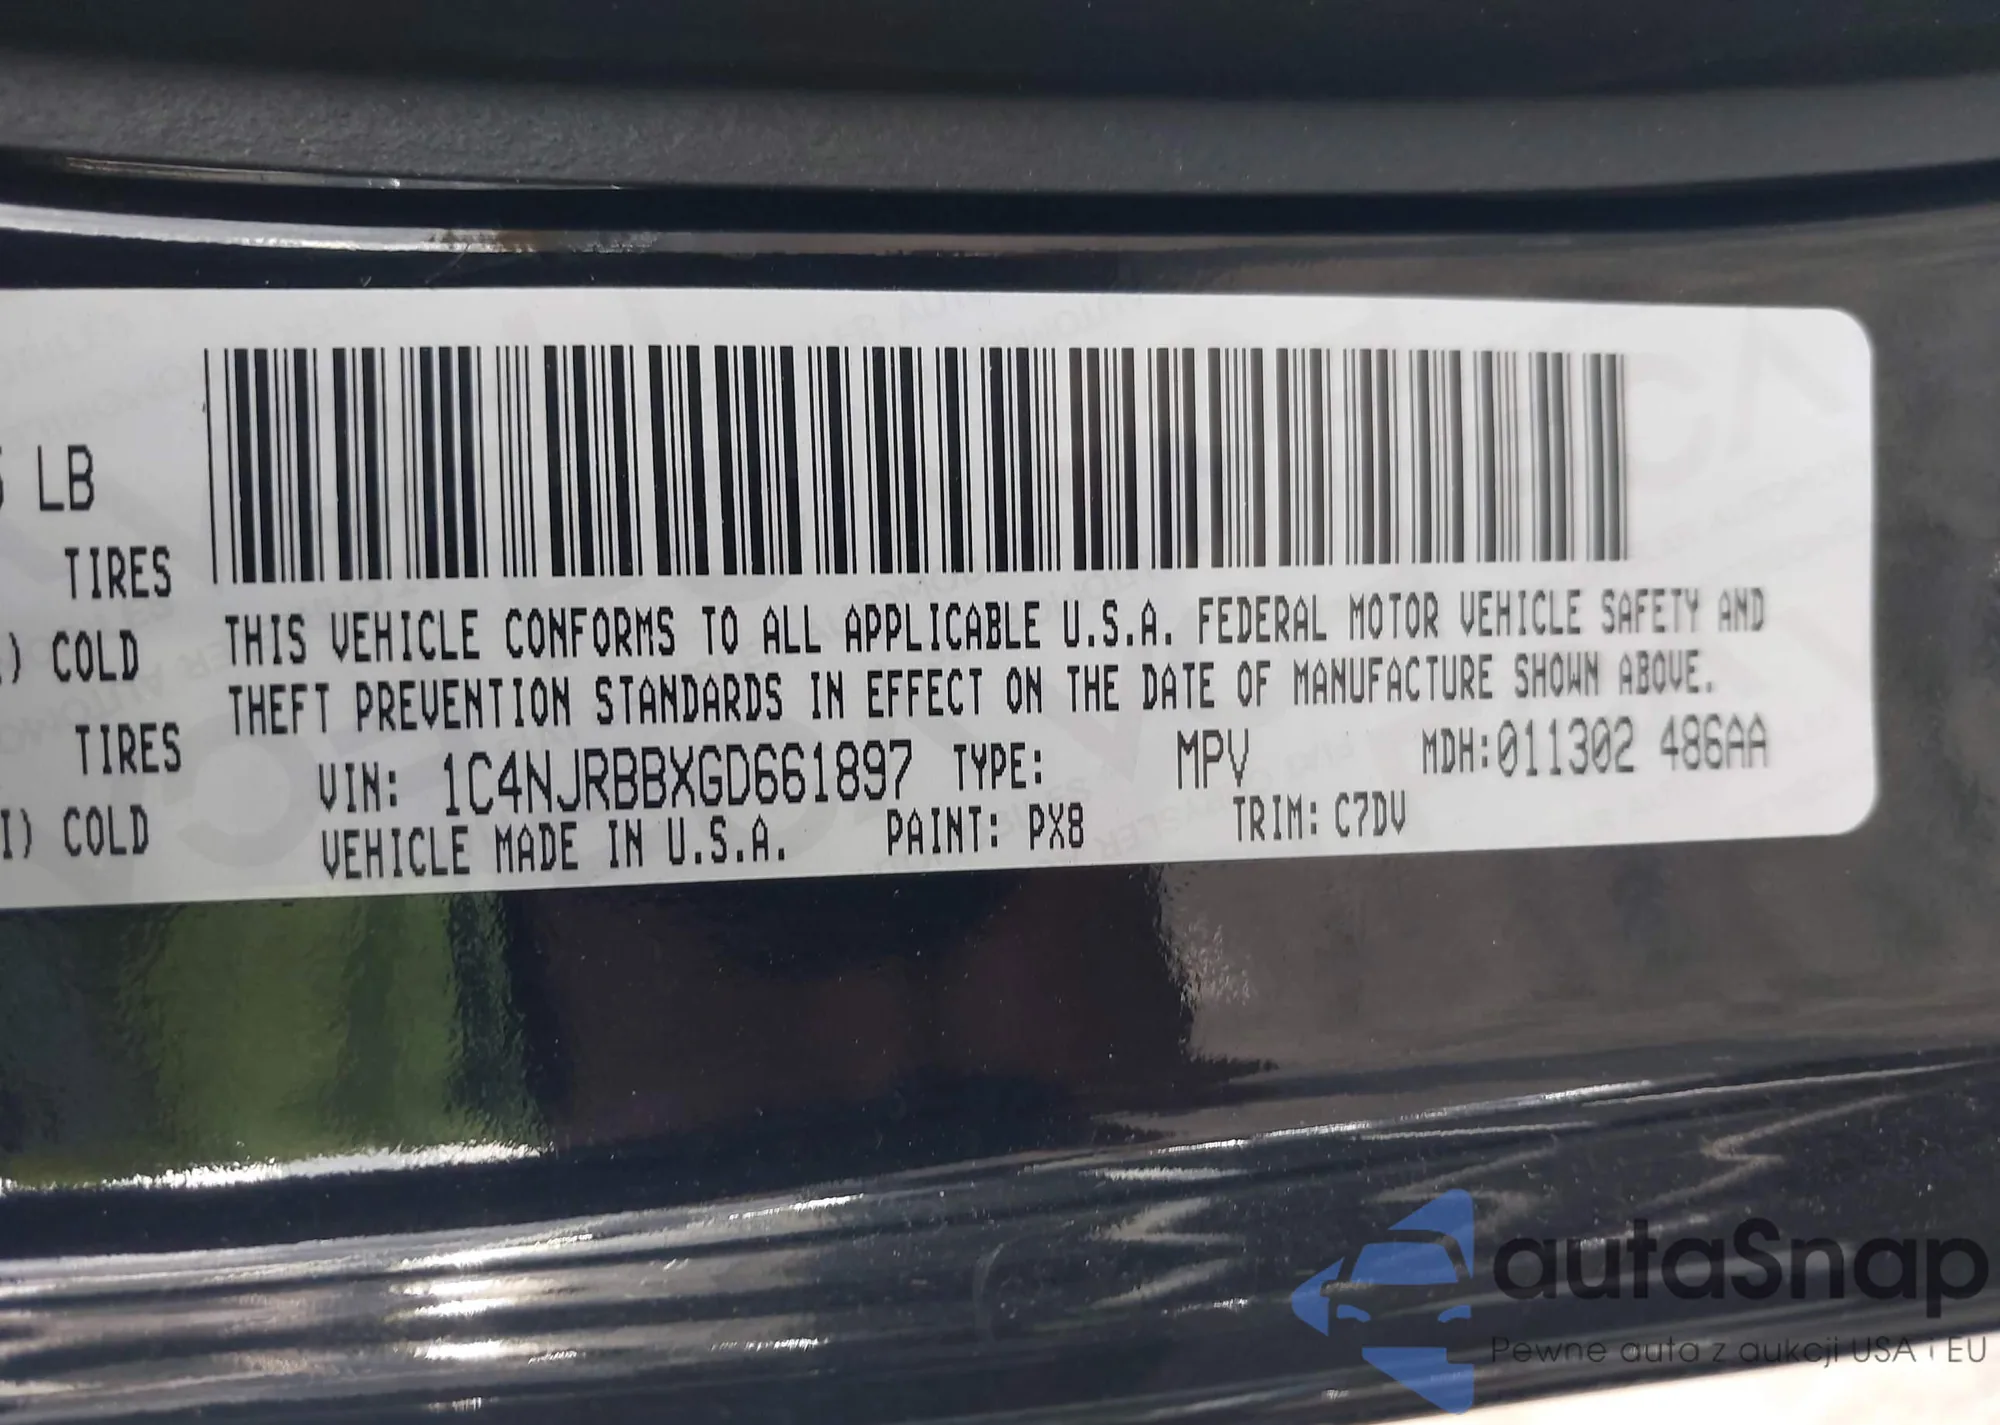 LB
TIRES
) COLD
TIRES
I) COLD
THIS VEHICLE CONFORMS TO ALL APPLICABLE U.S.A. FEDERAL MOTOR VEHICLE SAFETY AND
THEFT PREVENTION STANDARDS IN EFFECT ON THE DATE OF MANUFACTURE SHOWN ABOVE.
VIN: 1C4NJRBBXGD661897 TYPE: MPV MDH:011302 486AA
VEHICLE MADE IN U.S.A. PAINT: PX8 TRIM: C7DV
autaSnap
Pewne auta z aukcji USA i EU